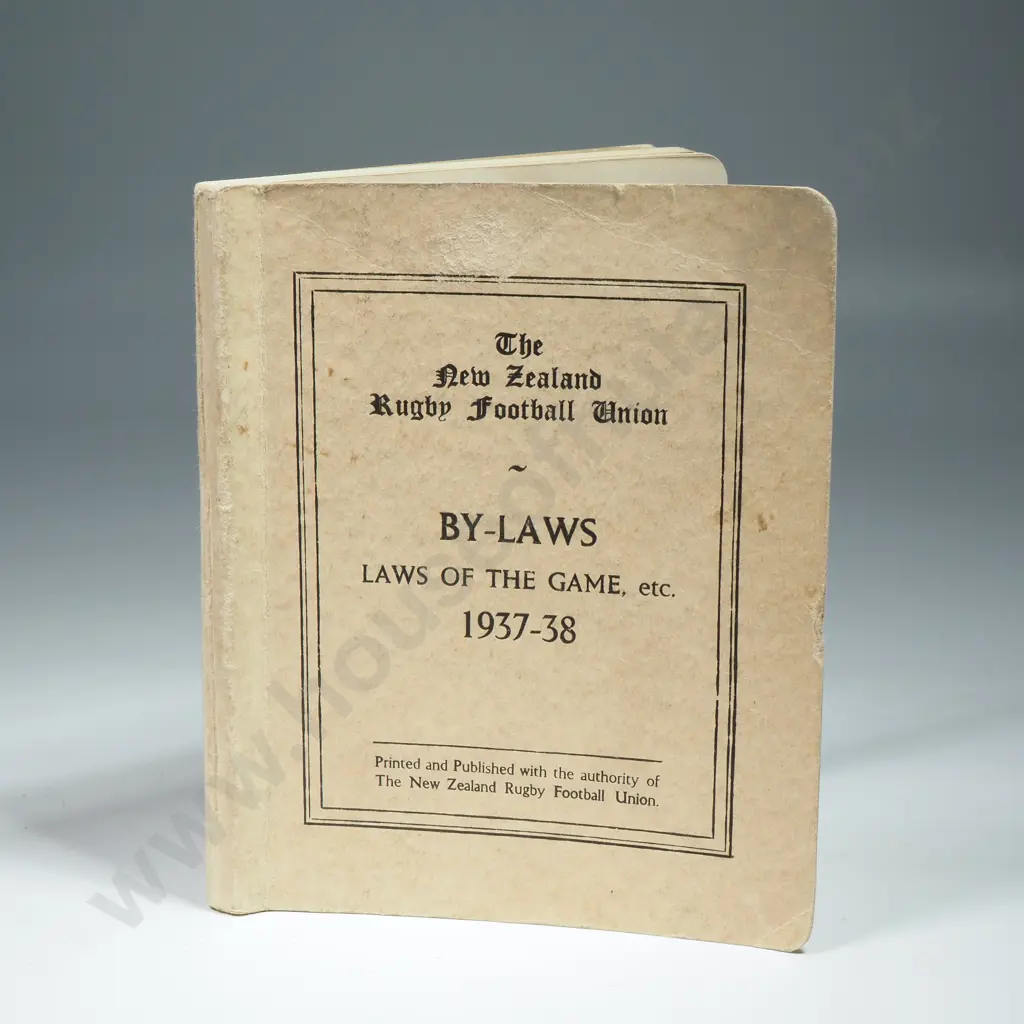 The
New Zealand
Rugby Football Union
~
BY-LAWS
LAWS OF THE GAME, etc.
1937-38
Printed and Published with the authority of
The New Zealand Rugby Football Union.